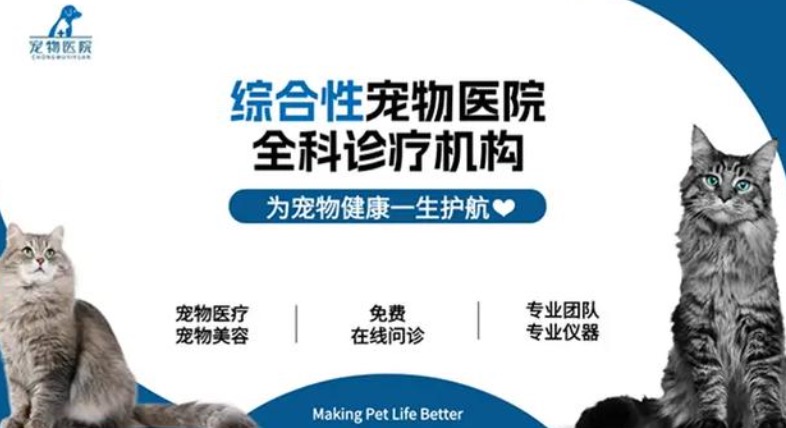 宠物医院
CHONGWUYIYUAN
综合性宠物医院
全科诊疗机构
为宠物健康一生护航
宠物医疗
宠物美容
免费
在线问诊
专业团队
专业仪器
Making Pet Life Better